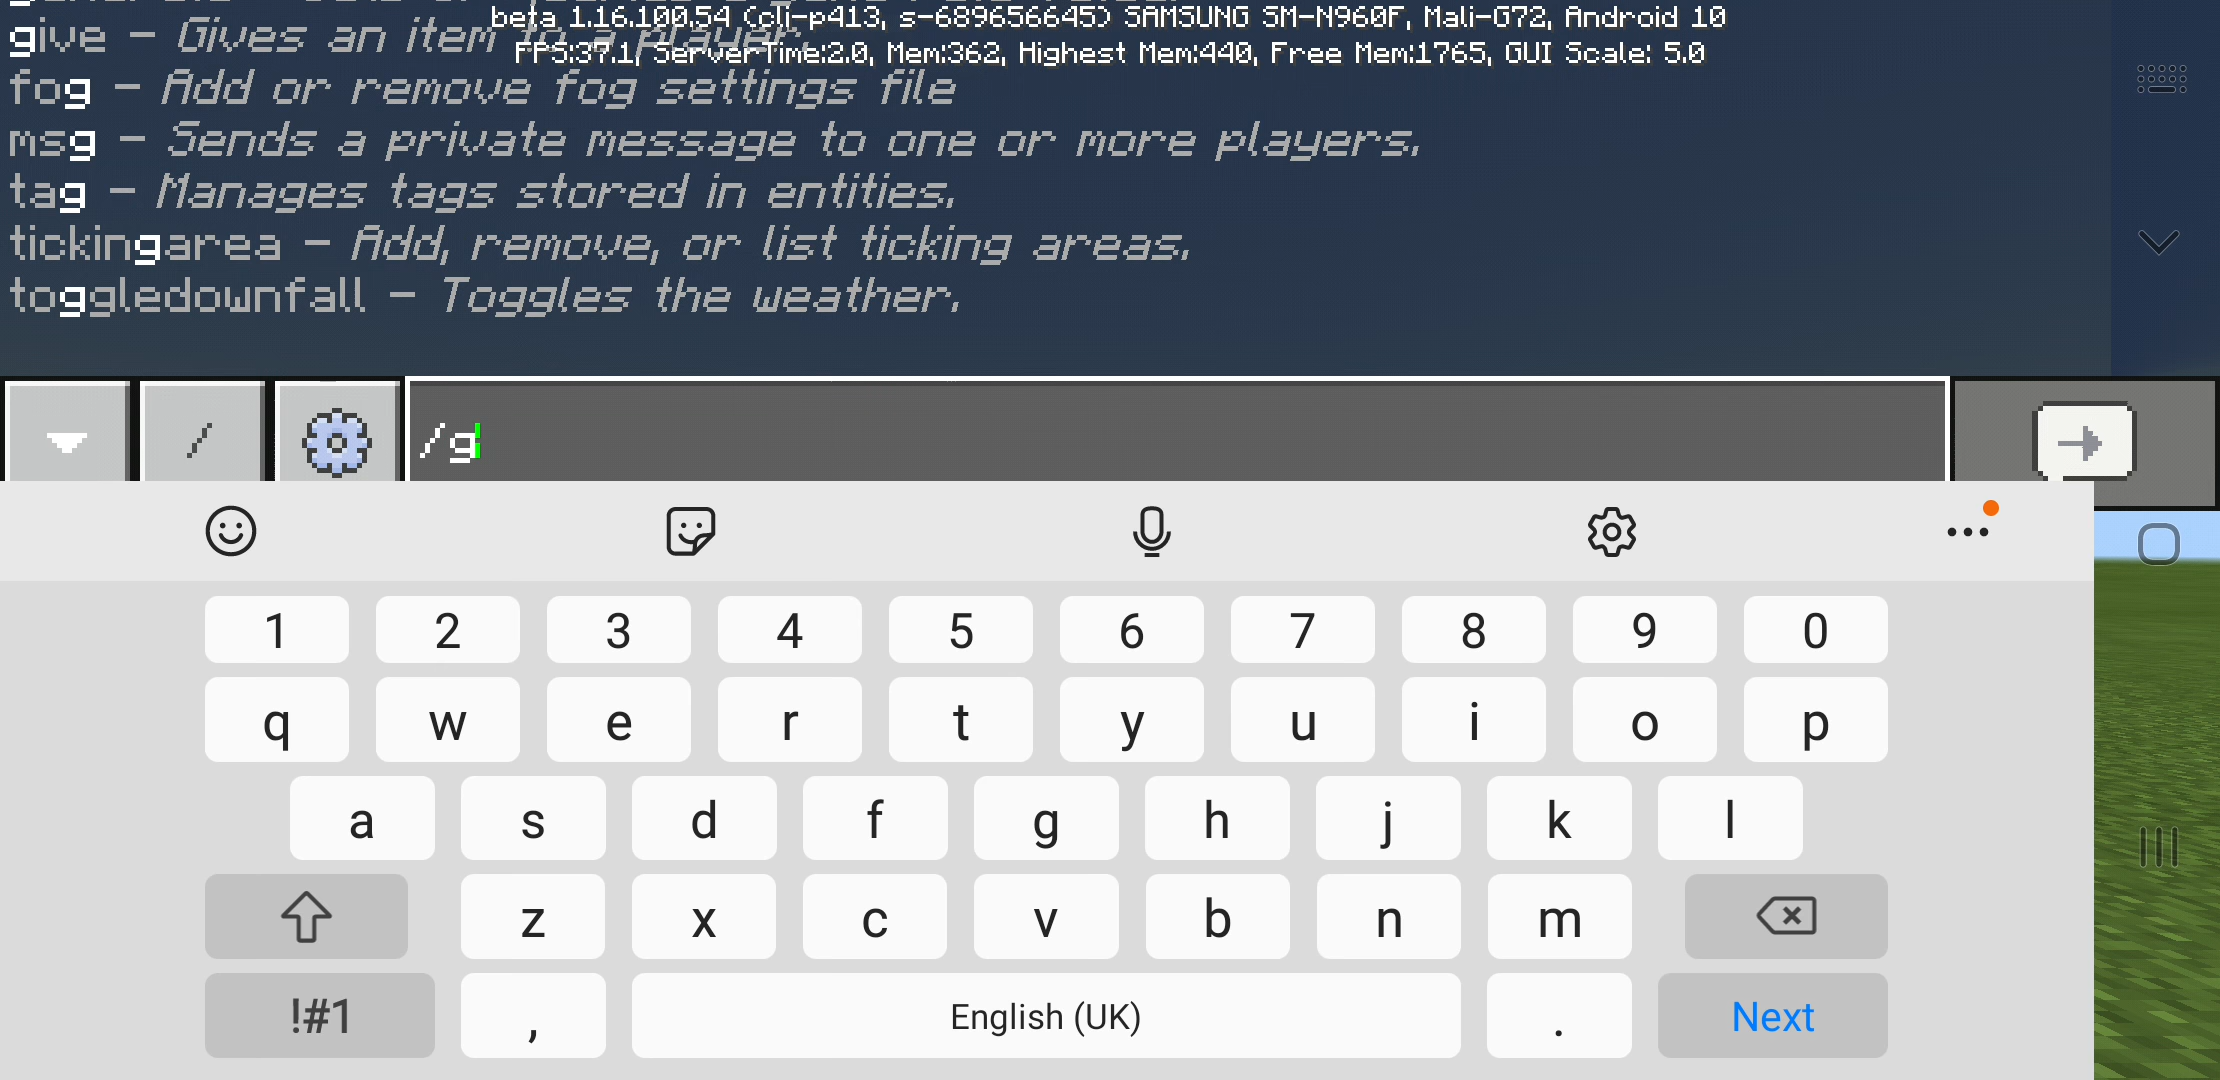 beta 1.16.100.54 (cli-p413, s-689656645) SAMSUNG SM-N960F, Mali-G72, Android 10
FPS:37.1, ServerTime:2.0, Mem:362, Highest Mem:440, Free Mem:1765, GUI Scale: 5.0
give - Gives an item to a player.
fog - Add or remove fog settings file
msg - Sends a private message to one or more players.
tag - Manages tags stored in entities.
tickingarea - Add, remove, or list ticking areas.
toggledownfall - Toggles the weather.
/
/g
1 2 3 4 5 6 7 8 9 0
q w e r t y u i o p
a s d f g h j k l
z x c v b n m
!#1 , English (UK) . Next